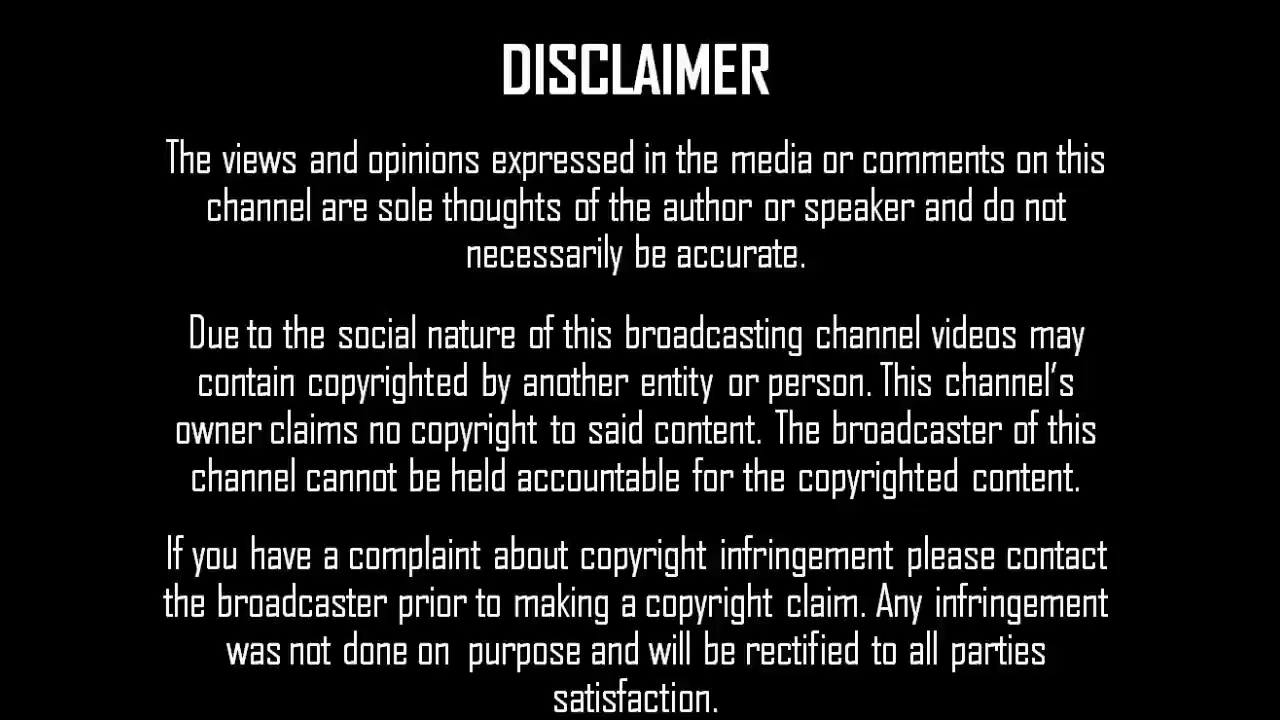 DISCLAIMER
The views and opinions expressed in the media or comments on this
channel are sole thoughts of the author or speaker and do not
necessarily be accurate.
Due to the social nature of this broadcasting channel videos may
contain copyrighted by another entity or person. This channel's
owner claims no copyright to said content. The broadcaster of this
channel cannot be held accountable for the copyrighted content.
If you have a complaint about copyright infringement please contact
the broadcaster prior to making a copyright claim. Any infringement
was not done on purpose and will be rectified to all parties
satisfaction.